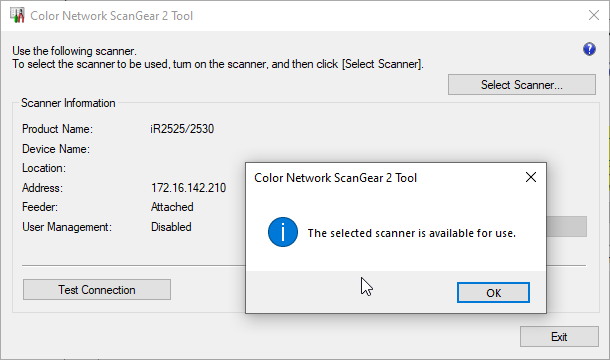 Color Network ScanGear 2 Tool
Use the following scanner.
To select the scanner to be used, turn on the scanner, and then click [Select Scanner].
Select Scanner...
Scanner Information
Product Name: iR2525/2530
Device Name:
Location:
Address: 172.16.142.210
Feeder: Attached
User Management: Disabled
Test Connection
Exit
Color Network ScanGear 2 Tool
The selected scanner is available for use.
OK